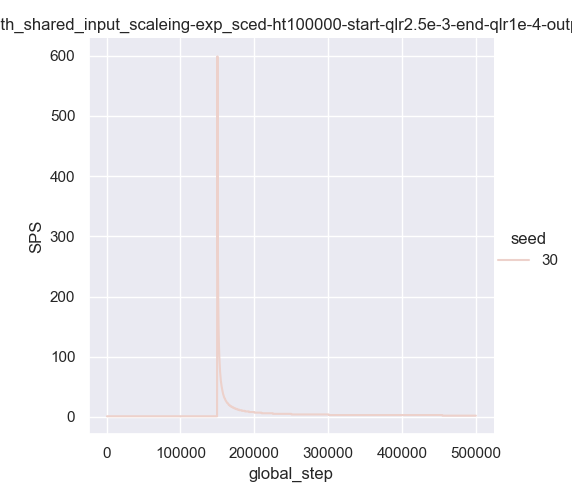 th_shared_input_scaleing-exp_sced-ht100000-start-qlr2.5e-3-end-qlr1e-4-outp
600
500
400
300
200
100
0
SPS
0 100000 200000 300000 400000 500000
global_step
seed
30